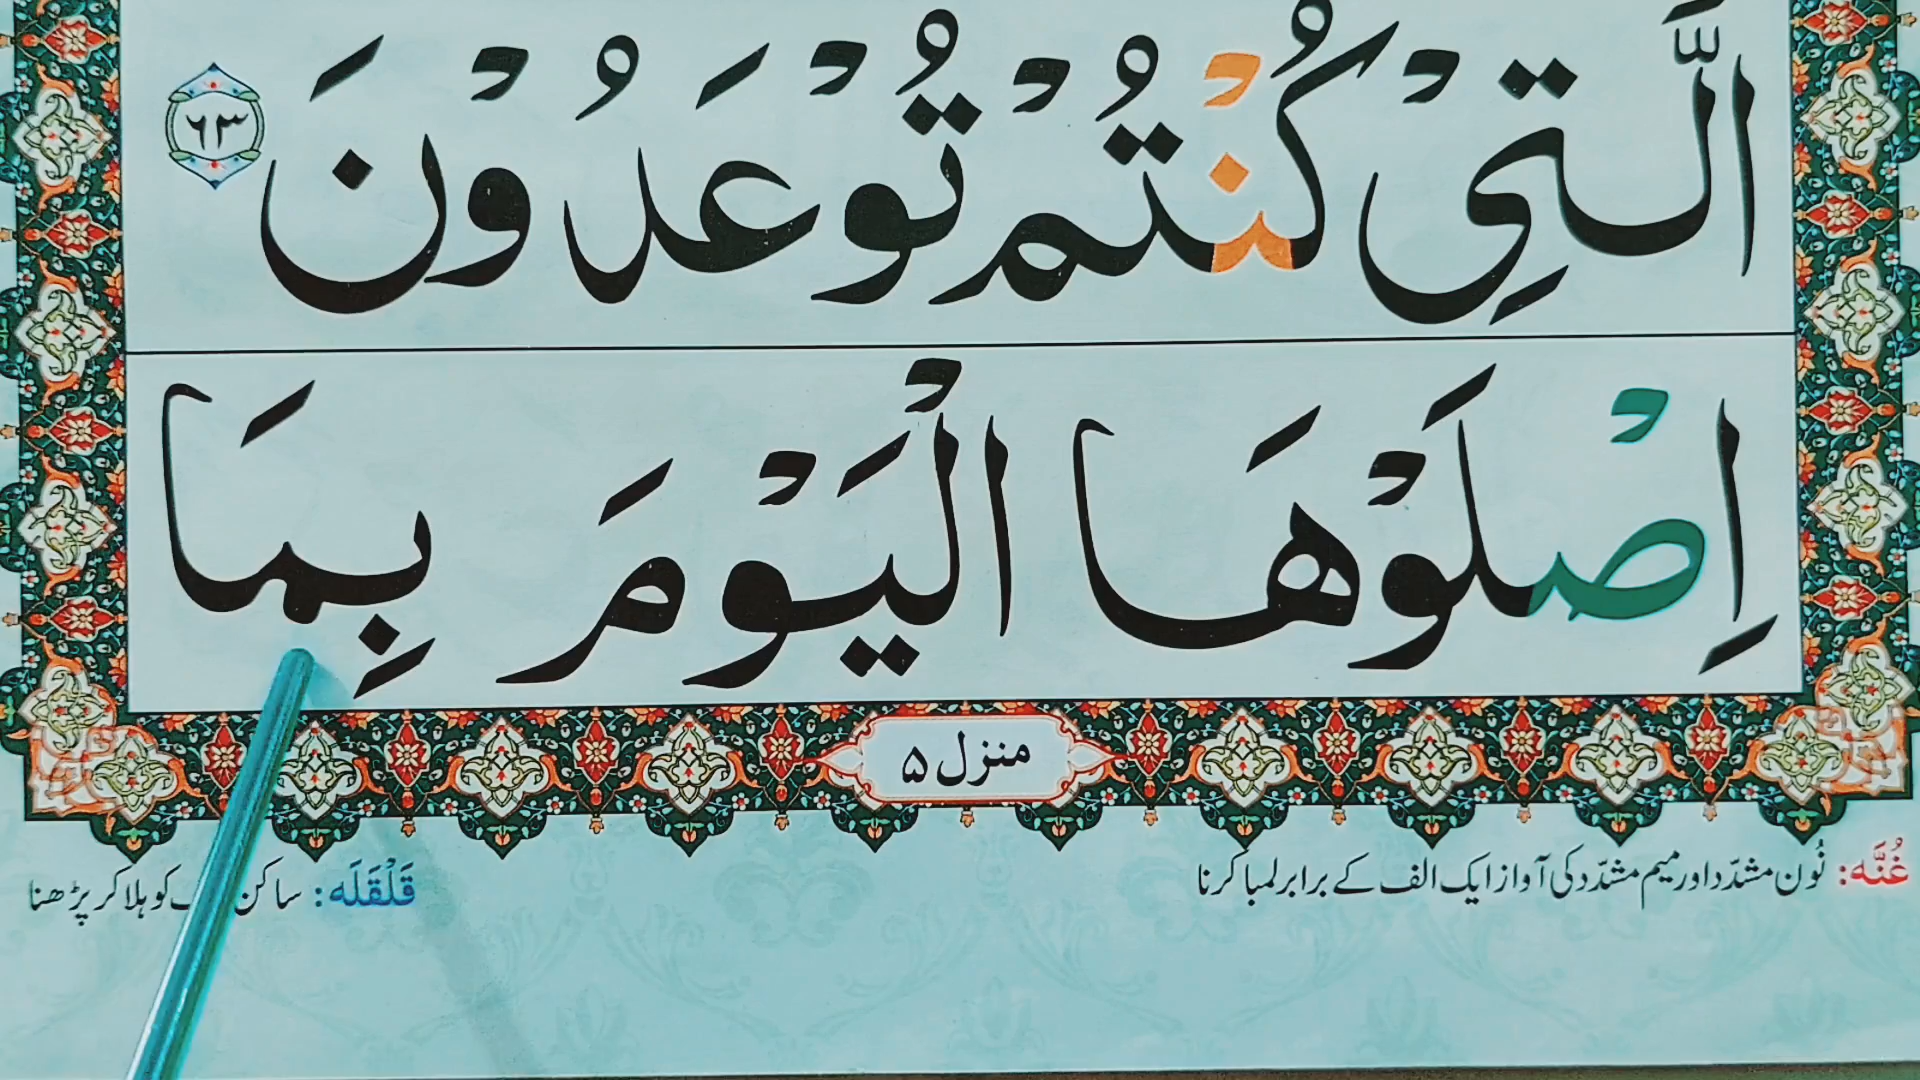 الَّتِىْ كُنْتُمْ تُوْعَدُوْنَ ٦٣
اِصْلَوْهَا الْيَوْمَ بِمَا
منزل ۵
غُنَّه: نُون مشدّد اور میم مشدّد کی آواز ایک الف کے برابر لمبا کرنا
قَلْقَلَه: ساکن کو ہلا کر پڑھنا